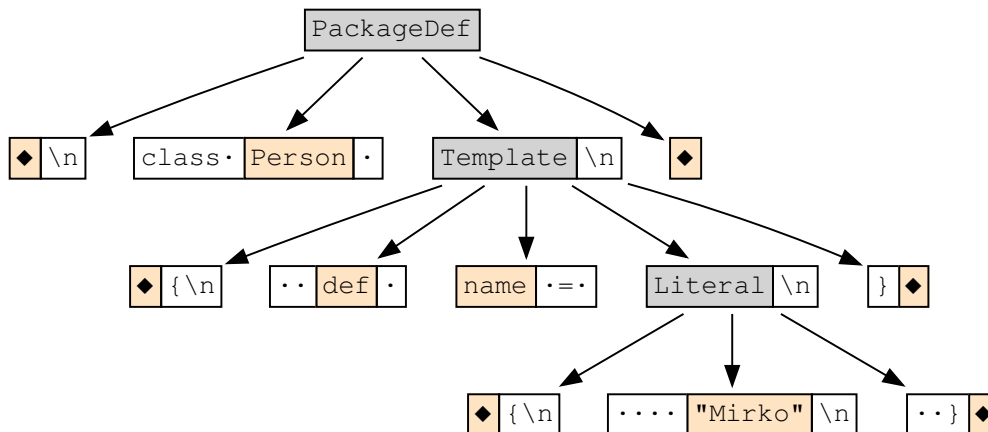 PackageDef
◆ \n class· Person · Template \n ◆
◆ {\n ·· def · name ·=· Literal \n } ◆
◆ {\n ···· "Mirko" \n ··} ◆